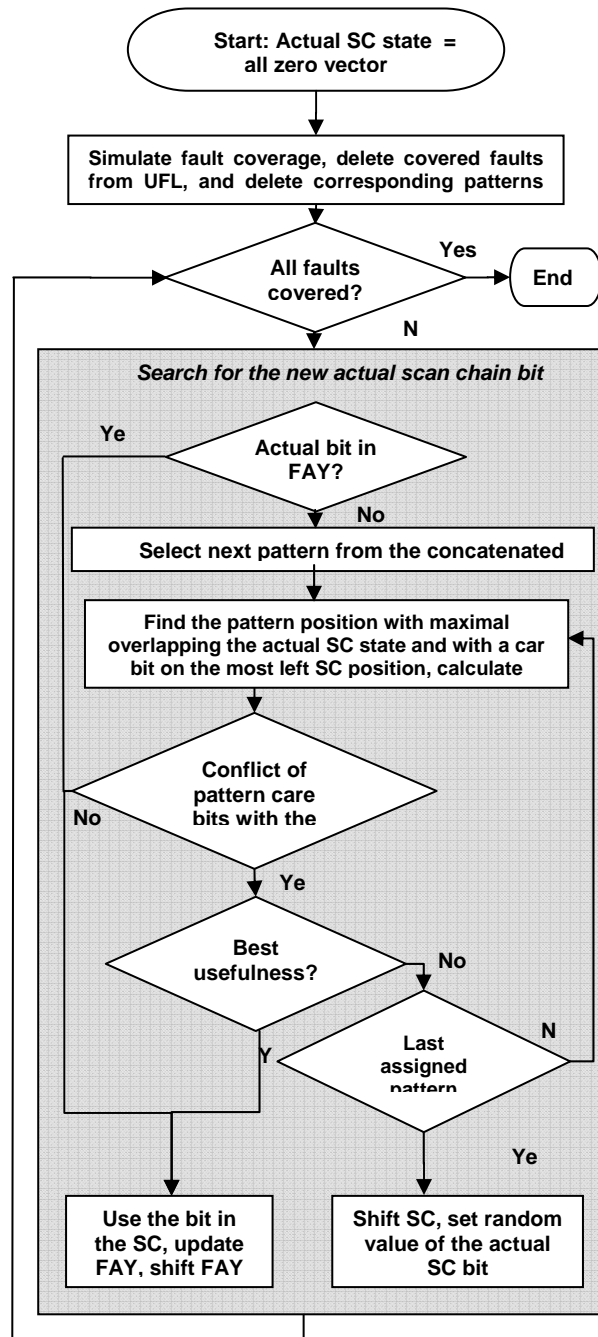 Start: Actual SC state =
all zero vector
Simulate fault coverage, delete covered faults
from UFL, and delete corresponding patterns
All faults
covered?
Yes
End
N
Search for the new actual scan chain bit
Ye
Actual bit in
FAY?
No
Select next pattern from the concatenated
Find the pattern position with maximal
overlapping the actual SC state and with a car
bit on the most left SC position, calculate
Conflict of
pattern care
bits with the
No
Ye
Best
usefulness?
No
Y
Last
assigned
pattern
N
Ye
Use the bit in
the SC, update
FAY, shift FAY
Shift SC, set random
value of the actual
SC bit